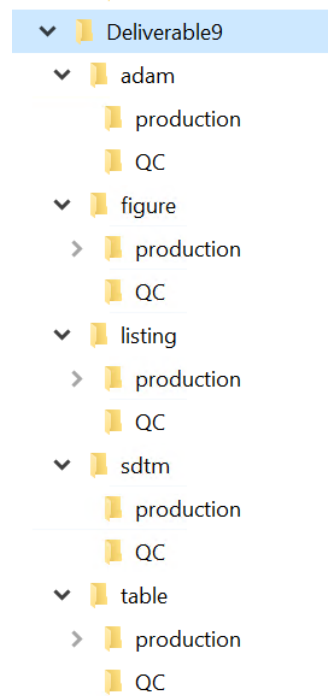 Deliverable9
adam
production
QC
figure
production
QC
listing
production
QC
sdtm
production
QC
table
production
QC